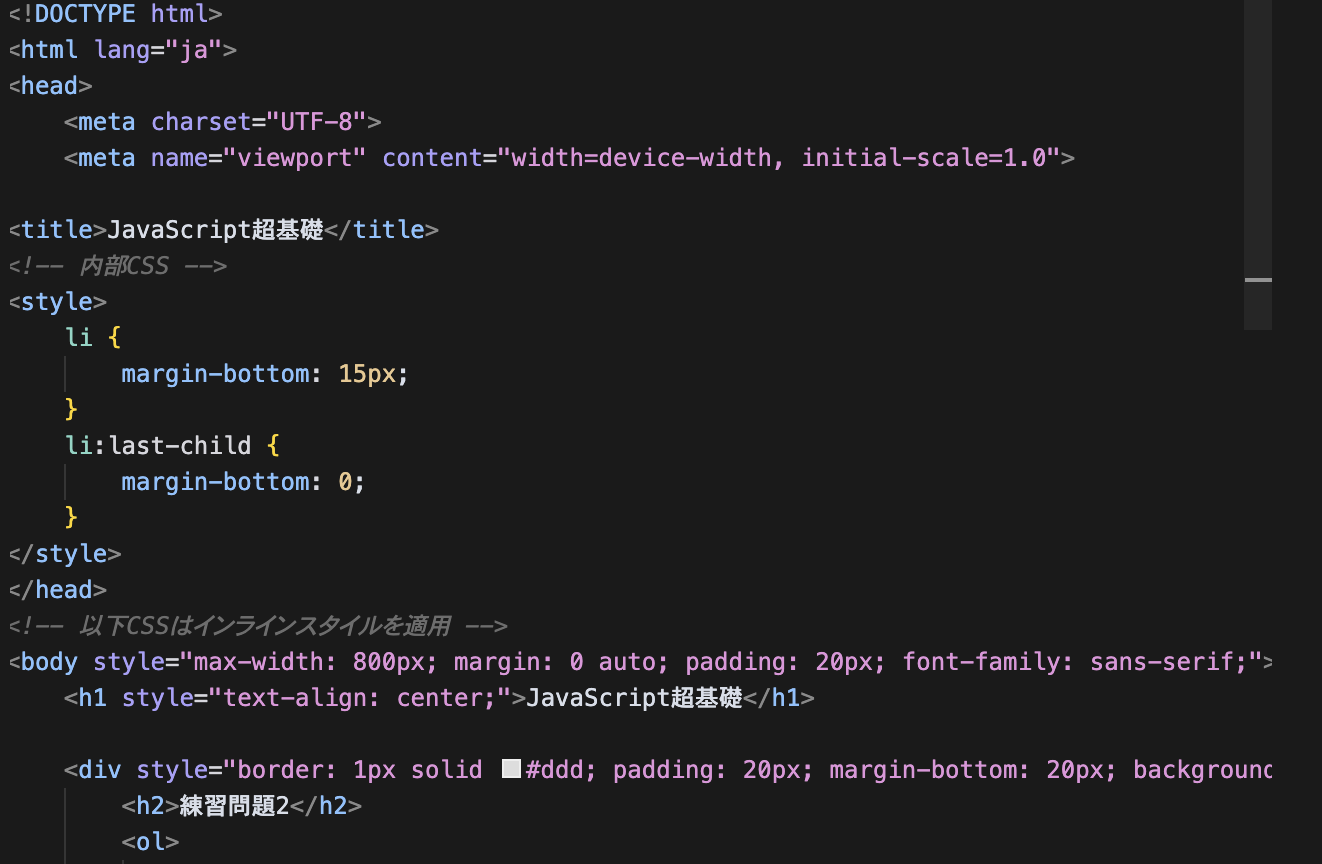 <!DOCTYPE html>
<html lang="ja">
<head>
    <meta charset="UTF-8">
    <meta name="viewport" content="width=device-width, initial-scale=1.0">
<title>JavaScript超基礎</title>
<!-- 内部CSS -->
<style>
    li {
        margin-bottom: 15px;
    }
    li:last-child {
        margin-bottom: 0;
    }
</style>
</head>
<!-- 以下CSSはインラインスタイルを適用 -->
<body style="max-width: 800px; margin: 0 auto; padding: 20px; font-family: sans-serif;">
    <h1 style="text-align: center;">JavaScript超基礎</h1>
    <div style="border: 1px solid #ddd; padding: 20px; margin-bottom: 20px; background
        <h2>練習問題2</h2>
        <ol>